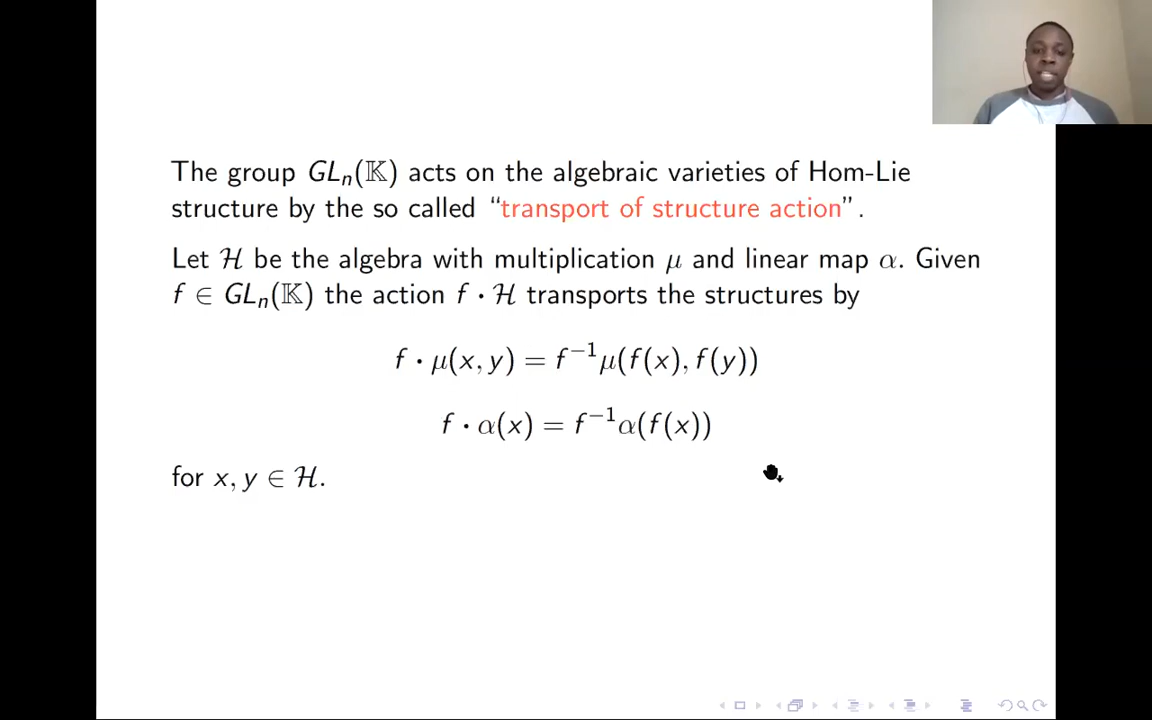 The group GLₙ(𝕂) acts on the algebraic varieties of Hom-Lie
structure by the so called “transport of structure action”.
Let ℋ be the algebra with multiplication μ and linear map α. Given
f ∈ GLₙ(𝕂) the action f · ℋ transports the structures by
f · μ(x, y) = f⁻¹μ(f(x), f(y))
f · α(x) = f⁻¹α(f(x))
for x, y ∈ ℋ.